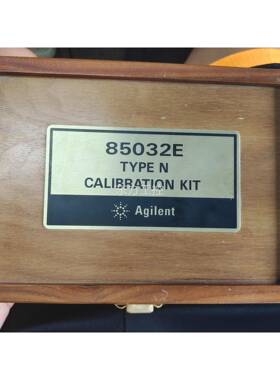 85032E
TYPE N
CALIBRATION KIT
Agilent